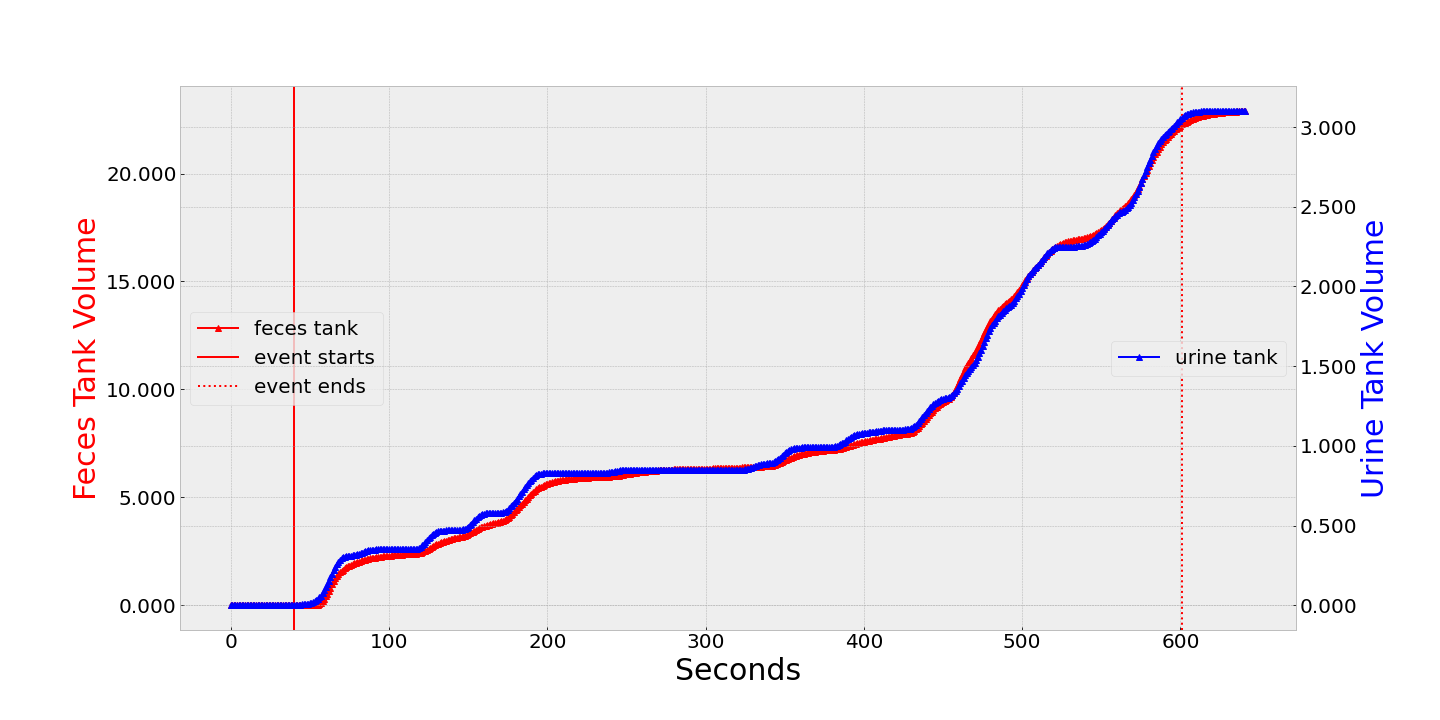 Feces Tank Volume
20.000
15.000
10.000
5.000
0.000
feces tank
event starts
event ends
urine tank
3.000
2.500
2.000
1.500
1.000
0.500
0.000
Urine Tank Volume
0 100 200 300 400 500 600
Seconds